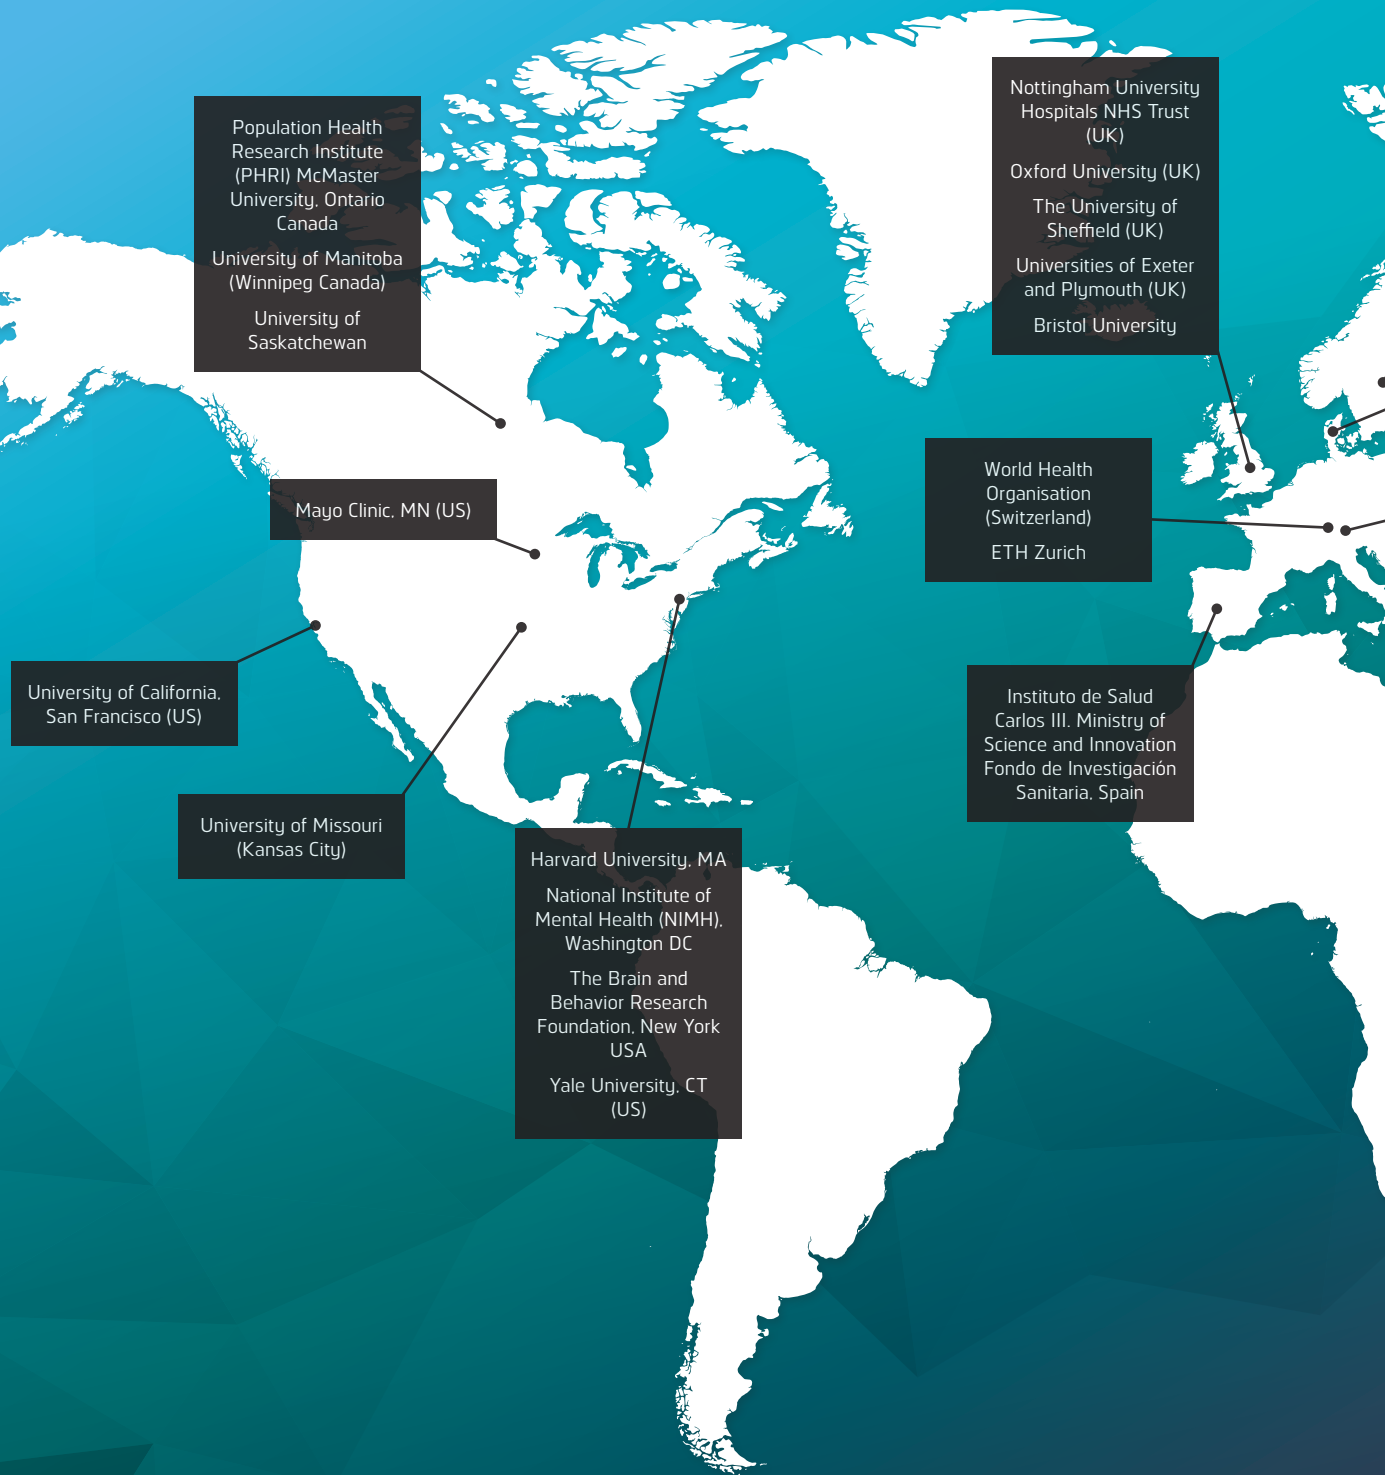 Population Health
Research Institute
(PHRI) McMaster
University, Ontario
Canada
University of Manitoba
(Winnipeg Canada)
University of
Saskatchewan
Nottingham University
Hospitals NHS Trust
(UK)
Oxford University (UK)
The University of
Sheffield (UK)
Universities of Exeter
and Plymouth (UK)
Bristol University
Mayo Clinic, MN (US)
World Health
Organisation
(Switzerland)
ETH Zurich
University of California,
San Francisco (US)
Instituto de Salud
Carlos III. Ministry of
Science and Innovation
Fondo de Investigación
Sanitaria, Spain
University of Missouri
(Kansas City)
Harvard University, MA
National Institute of
Mental Health (NIMH),
Washington DC
The Brain and
Behavior Research
Foundation, New York
USA
Yale University, CT
(US)